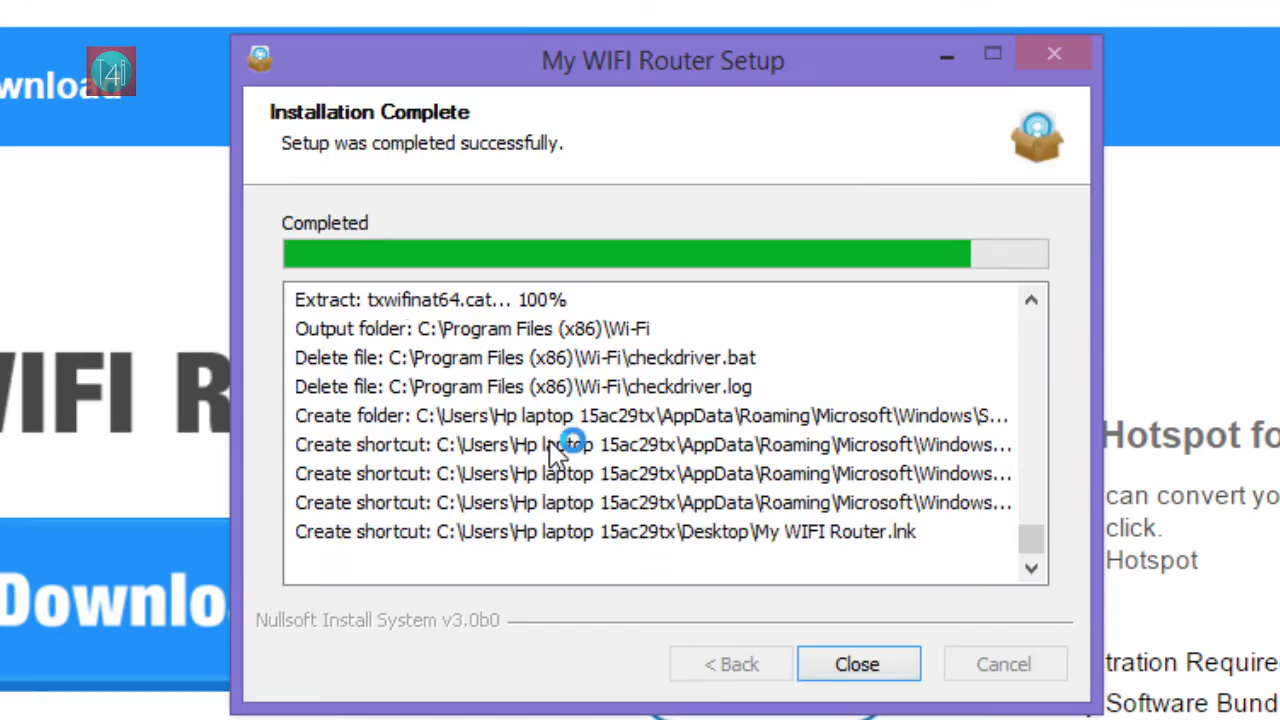 My WIFI Router Setup
wnload
T4i
Installation Complete
Setup was completed successfully.
Completed
Extract: txwifinat64.cat... 100%
Output folder: C:\Program Files (x86)\Wi-Fi
Delete file: C:\Program Files (x86)\Wi-Fi\checkdriver.bat
Delete file: C:\Program Files (x86)\Wi-Fi\checkdriver.log
Create folder: C:\Users\Hp laptop 15ac29tx\AppData\Roaming\Microsoft\Windows\S...
Create shortcut: C:\Users\Hp laptop 15ac29tx\AppData\Roaming\Microsoft\Windows...
Create shortcut: C:\Users\Hp laptop 15ac29tx\AppData\Roaming\Microsoft\Windows...
Create shortcut: C:\Users\Hp laptop 15ac29tx\AppData\Roaming\Microsoft\Windows...
Create shortcut: C:\Users\Hp laptop 15ac29tx\Desktop\My WIFI Router.lnk
Nullsoft Install System v3.0b0
< Back
Close
Cancel
WIFI R
Downlo
Hotspot fo
can convert yo
click.
Hotspot
tration Require
Software Bund